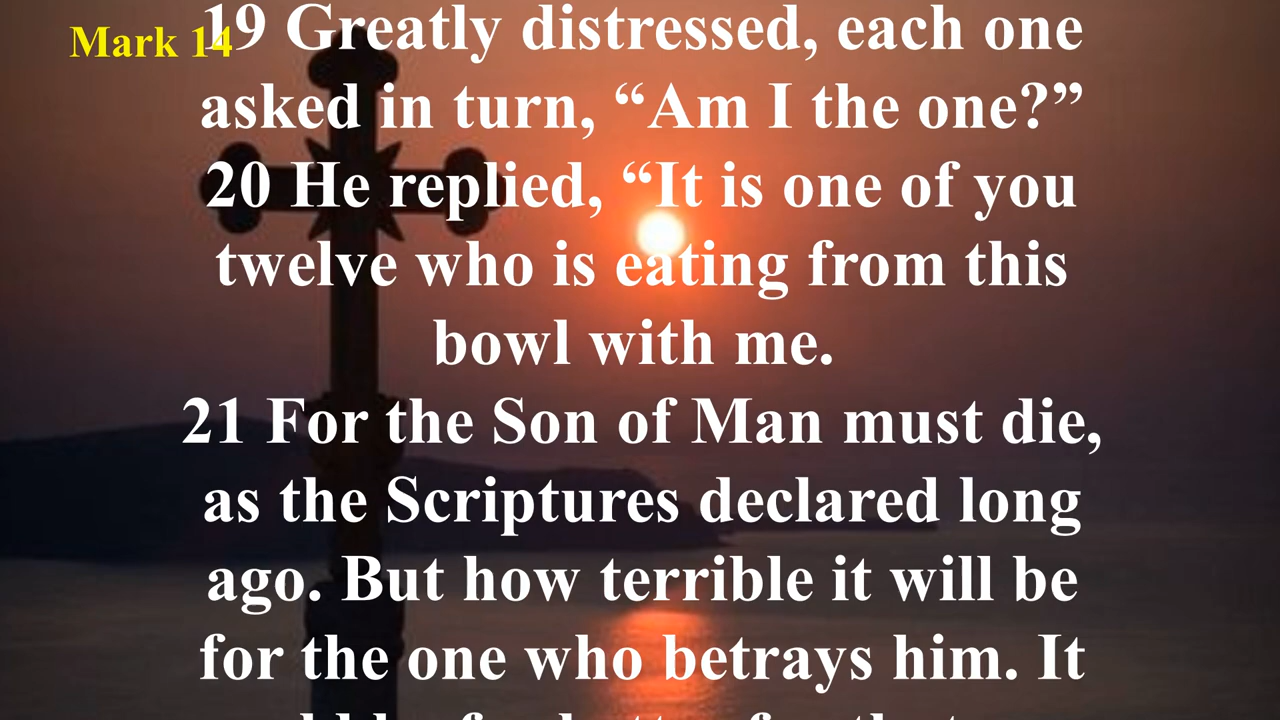 Mark 14
19 Greatly distressed, each one
asked in turn, “Am I the one?”
20 He replied, “It is one of you
twelve who is eating from this
bowl with me.
21 For the Son of Man must die,
as the Scriptures declared long
ago. But how terrible it will be
for the one who betrays him. It